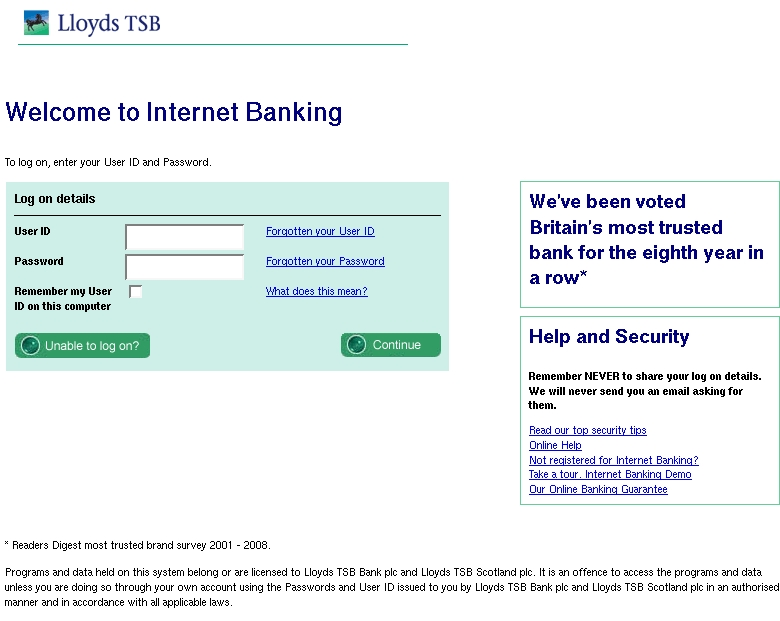 Lloyds TSB
Welcome to Internet Banking
To log on, enter your User ID and Password.
Log on details
User ID
Forgotten your User ID
Password
Forgotten your Password
Remember my User
ID on this computer
What does this mean?
Unable to log on?
Continue
We've been voted
Britain's most trusted
bank for the eighth year in
a row*
Help and Security
Remember NEVER to share your log on details.
We will never send you an email asking for
them.
Read our top security tips
Online Help
Not registered for Internet Banking?
Take a tour. Internet Banking Demo
Our Online Banking Guarantee
* Readers Digest most trusted brand survey 2001 - 2008.
Programs and data held on this system belong or are licensed to Lloyds TSB Bank plc and Lloyds TSB Scotland plc. It is an offence to access the programs and data
unless you are doing so through your own account using the Passwords and User ID issued to you by Lloyds TSB Bank plc and Lloyds TSB Scotland plc in an authorised
manner and in accordance with all applicable laws.